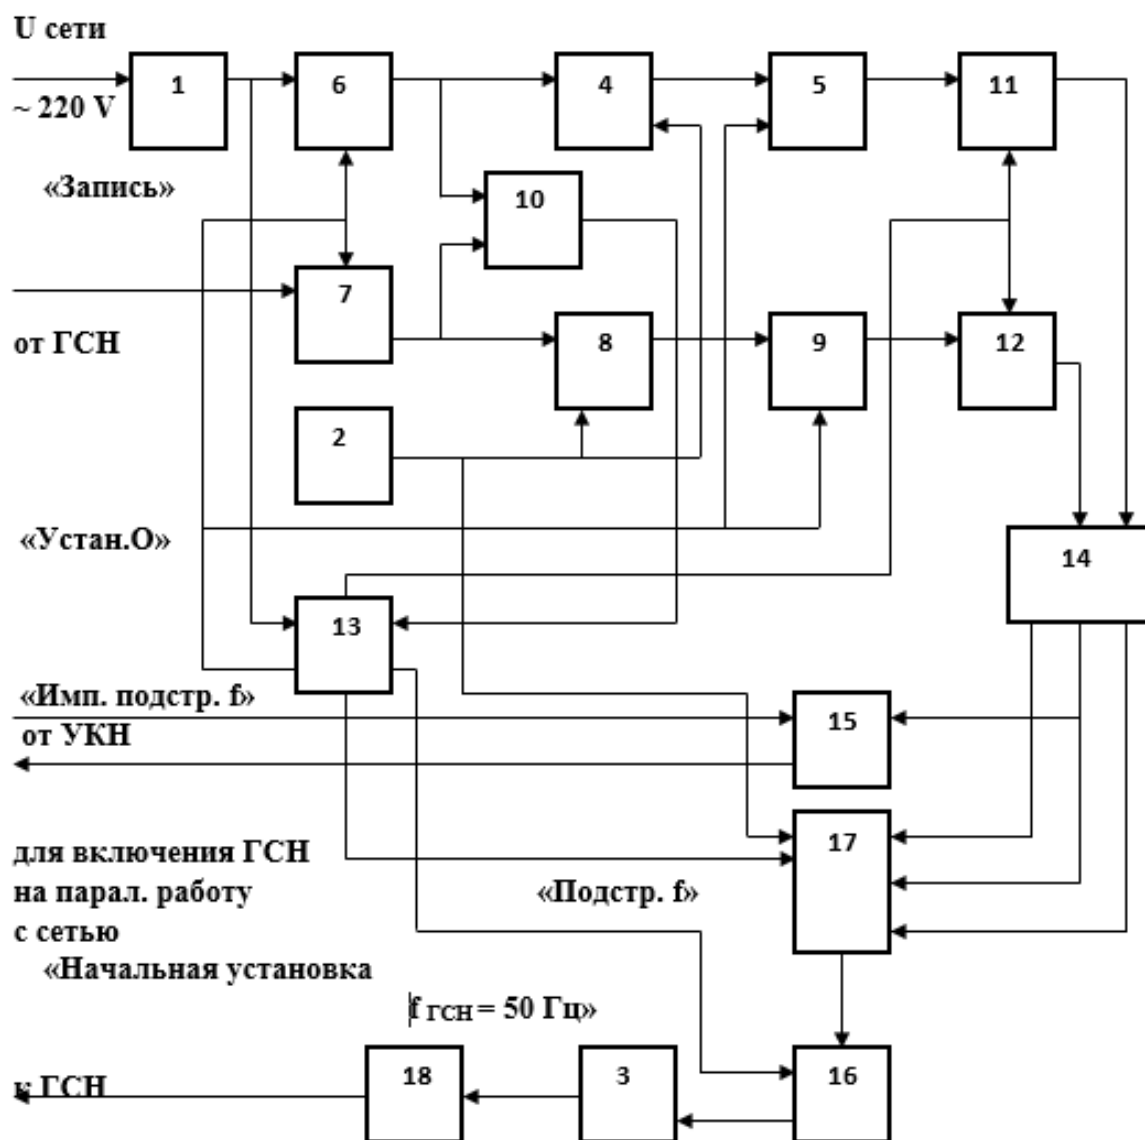 U сети
1
6
4
5
11
~ 220 V
«Запись»
10
7
от ГСН
8
9
12
2
«Устан.О»
14
13
«Имп. подстр. f»
15
от УКН
17
для включения ГСН
на парал. работу
«Подстр. f»
с сетью
«Начальная установка
f ГСН = 50 Гц»
к ГСН
18
3
16